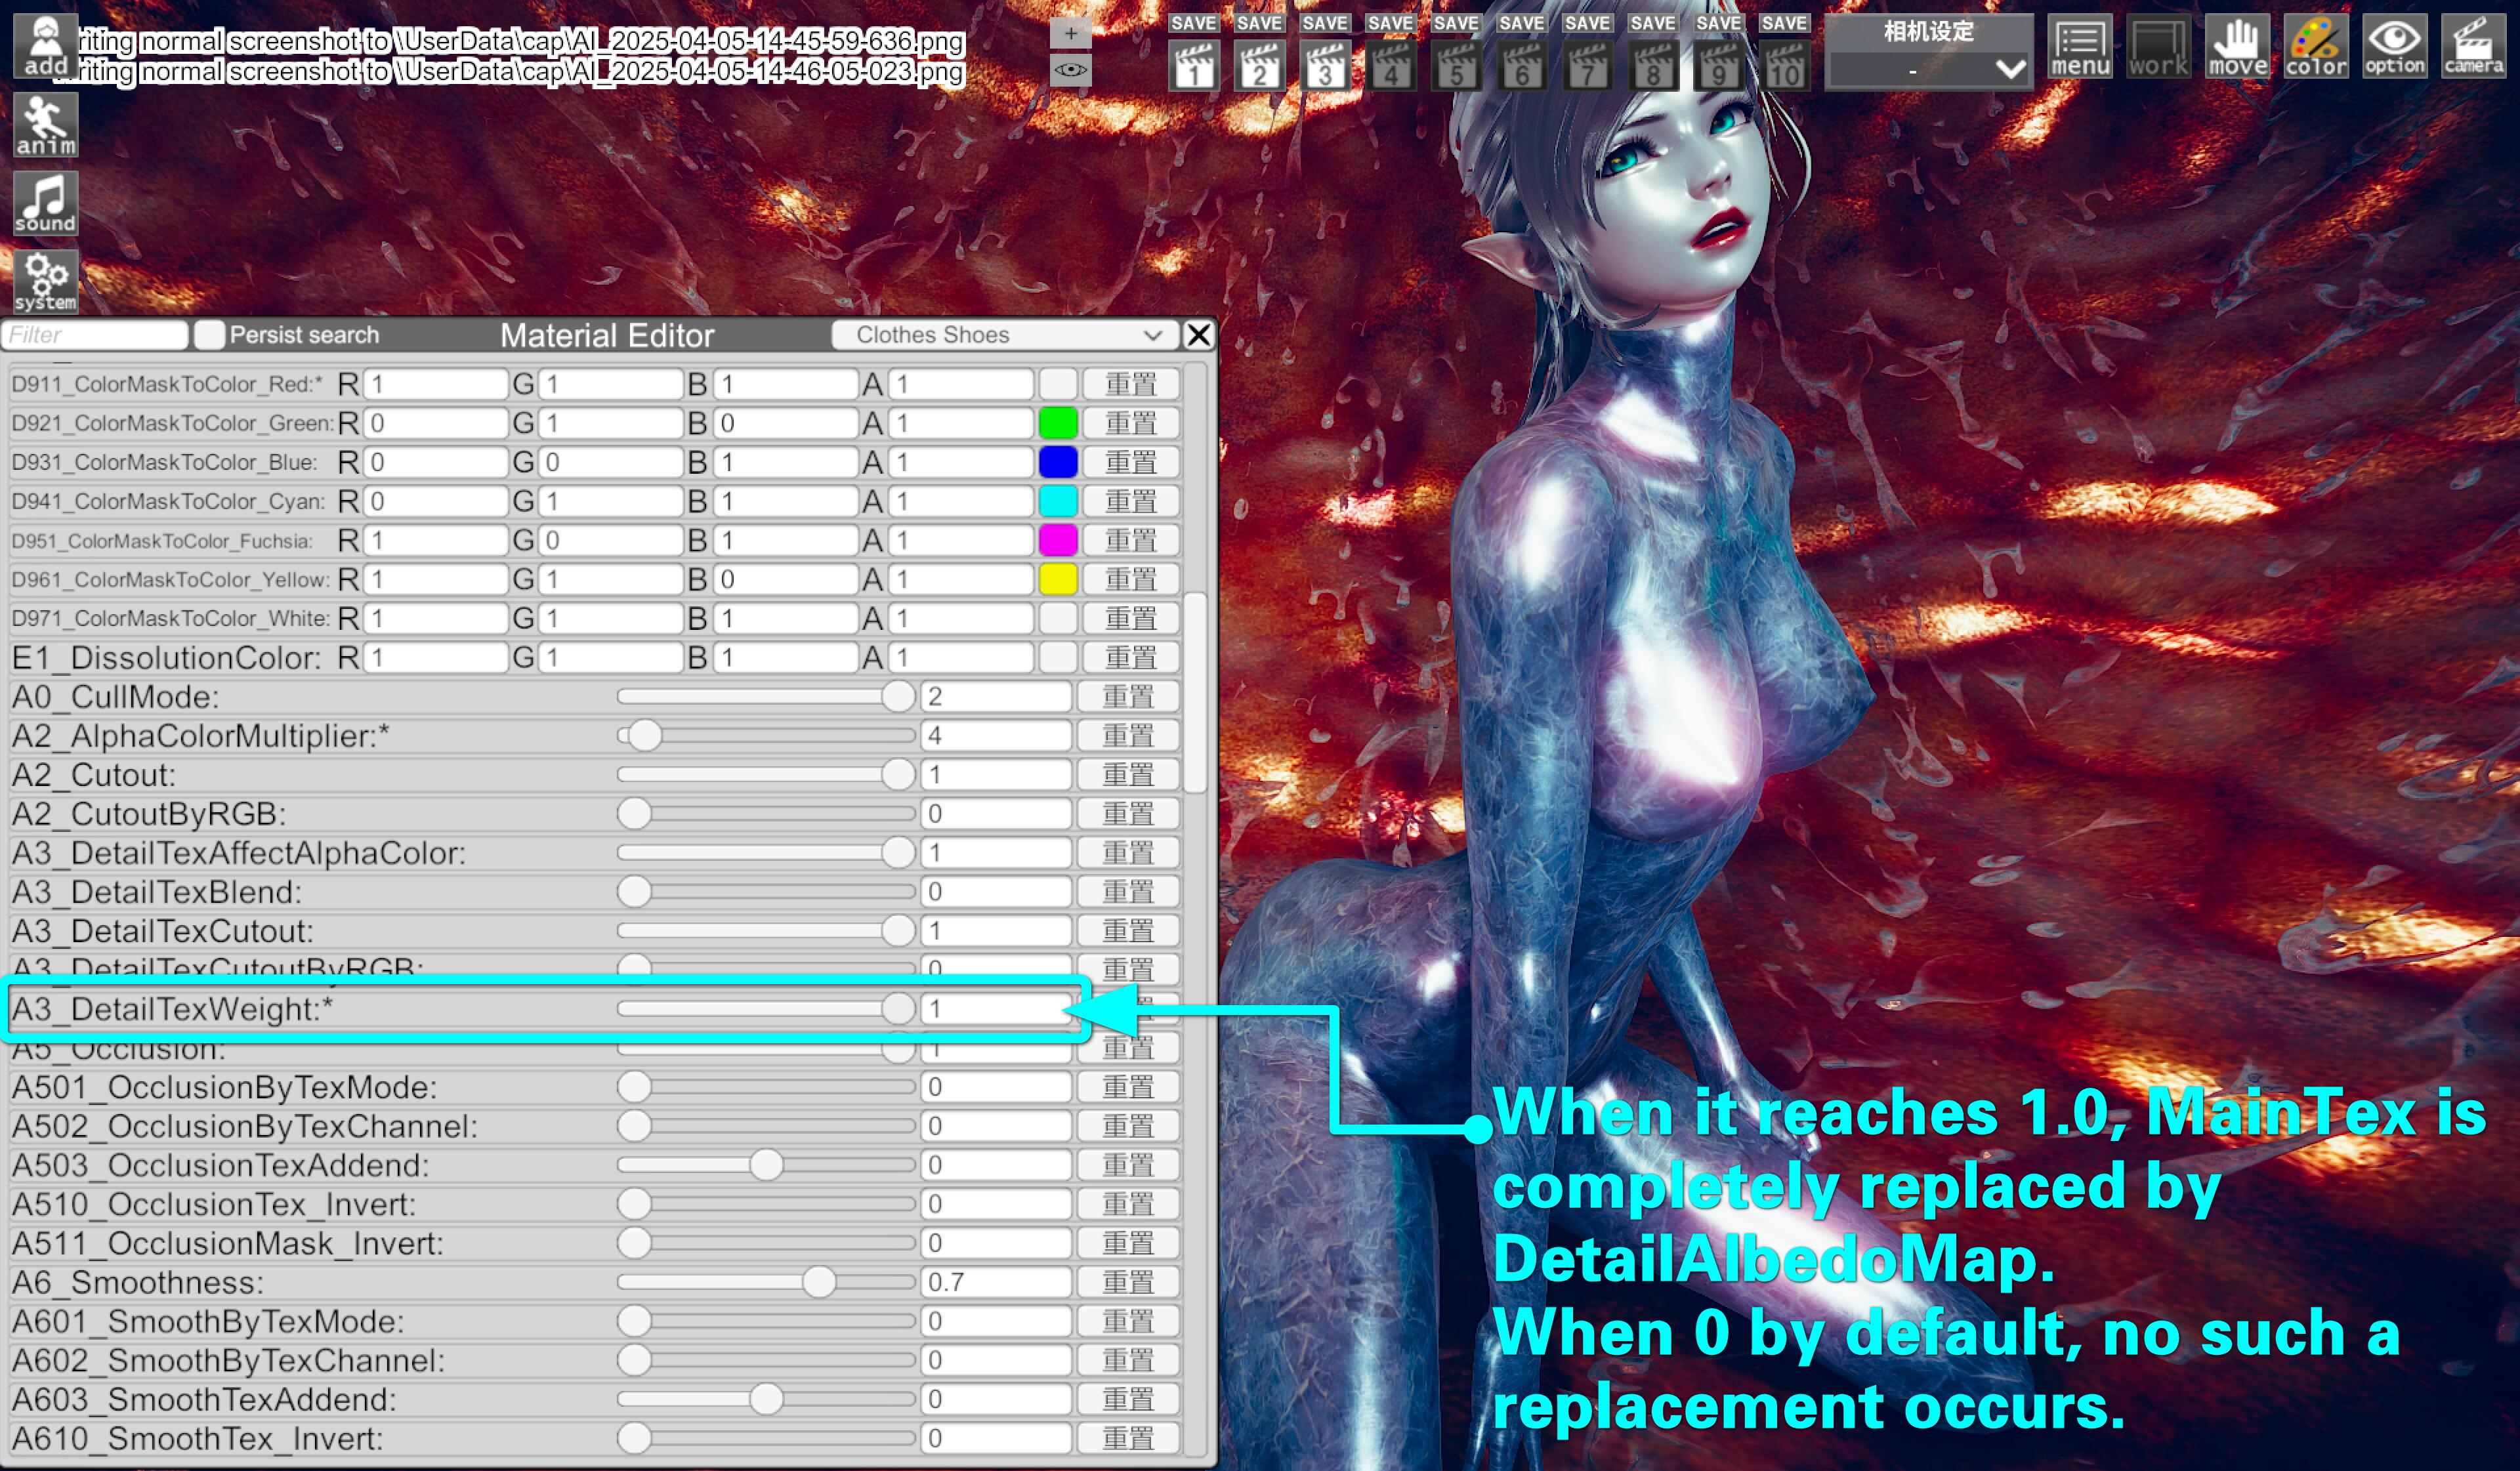 add
riting normal screenshot to \UserData\cap\AI_2025-04-05-14-45-59-636.png
riting normal screenshot to \UserData\cap\AI_2025-04-05-14-46-05-023.png
+
SAVE SAVE SAVE SAVE SAVE SAVE SAVE SAVE SAVE SAVE
1 2 3 4 5 6 7 8 9 10
相机设定
-
menu work move color option camera
anim
sound
system
Filter Persist search Material Editor Clothes Shoes
D911_ColorMaskToColor_Red:* R 1 G 1 B 1 A 1 重置
D921_ColorMaskToColor_Green: R 0 G 1 B 0 A 1 重置
D931_ColorMaskToColor_Blue: R 0 G 0 B 1 A 1 重置
D941_ColorMaskToColor_Cyan: R 0 G 1 B 1 A 1 重置
D951_ColorMaskToColor_Fuchsia: R 1 G 0 B 1 A 1 重置
D961_ColorMaskToColor_Yellow: R 1 G 1 B 0 A 1 重置
D971_ColorMaskToColor_White: R 1 G 1 B 1 A 1 重置
E1_DissolutionColor: R 1 G 1 B 1 A 1 重置
A0_CullMode: 2 重置
A2_AlphaColorMultiplier:* 4 重置
A2_Cutout: 1 重置
A2_CutoutByRGB: 0 重置
A3_DetailTexAffectAlphaColor: 1 重置
A3_DetailTexBlend: 0 重置
A3_DetailTexCutout: 1 重置
A3_DetailTexCutoutByRGB: 0 重置
A3_DetailTexWeight:* 1
A5_Occlusion: 1 重置
A501_OcclusionByTexMode: 0 重置
A502_OcclusionByTexChannel: 0 重置
A503_OcclusionTexAddend: 0 重置
A510_OcclusionTex_Invert: 0 重置
A511_OcclusionMask_Invert: 0 重置
A6_Smoothness: 0.7 重置
A601_SmoothByTexMode: 0 重置
A602_SmoothByTexChannel: 0 重置
A603_SmoothTexAddend: 0 重置
A610_SmoothTex_Invert: 0 重置
When it reaches 1.0, MainTex is
completely replaced by
DetailAlbedoMap.
When 0 by default, no such a
replacement occurs.